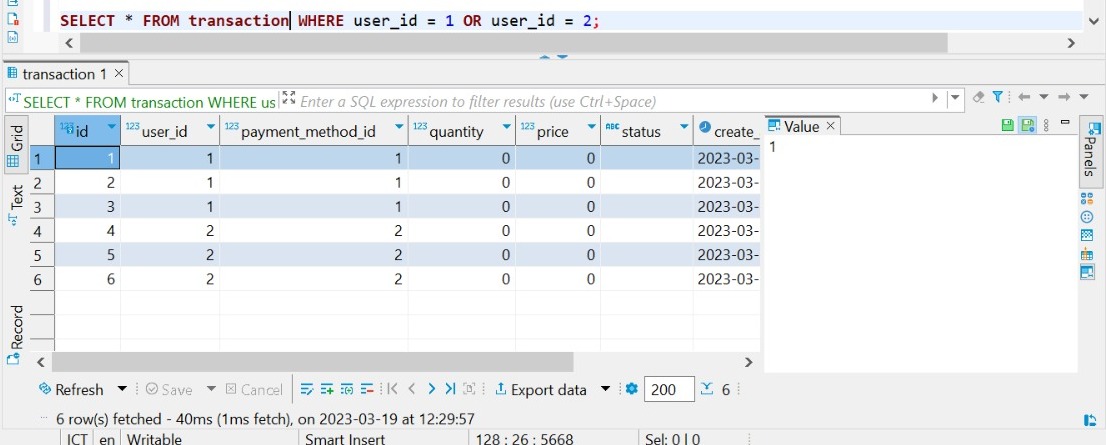 SELECT * FROM transaction WHERE user_id = 1 OR user_id = 2;
transaction 1
SELECT * FROM transaction WHERE us Enter a SQL expression to filter results (use Ctrl+Space)
Grid
Text
Record
123 id 123 user_id 123 payment_method_id 123 quantity 123 price ABC status create_
1 1 1 1 0 0 2023-03-
2 2 1 1 0 0 2023-03-
3 3 1 1 0 0 2023-03-
4 4 2 2 0 0 2023-03-
5 5 2 2 0 0 2023-03-
6 6 2 2 0 0 2023-03-
Value
1
Panels
Refresh Save Cancel Export data 200 6
6 row(s) fetched - 40ms (1ms fetch), on 2023-03-19 at 12:29:57
ICT en Writable Smart Insert 128 : 26 : 5668 Sel: 0 | 0